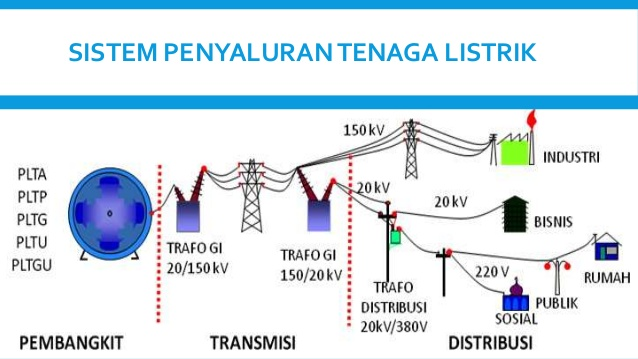 SISTEM PENYALURAN TENAGA LISTRIK
150 kV
INDUSTRI
PLTA
PLTP
PLTG
PLTU
PLTGU
20 kV
20 kV
BISNIS
TRAFO GI
20/150 kV
TRAFO GI
150/20 kV
220 V
RUMAH
TRAFO
DISTRIBUSI
20kV/380V
PUBLIK
SOSIAL
PEMBANGKIT
TRANSMISI
DISTRIBUSI